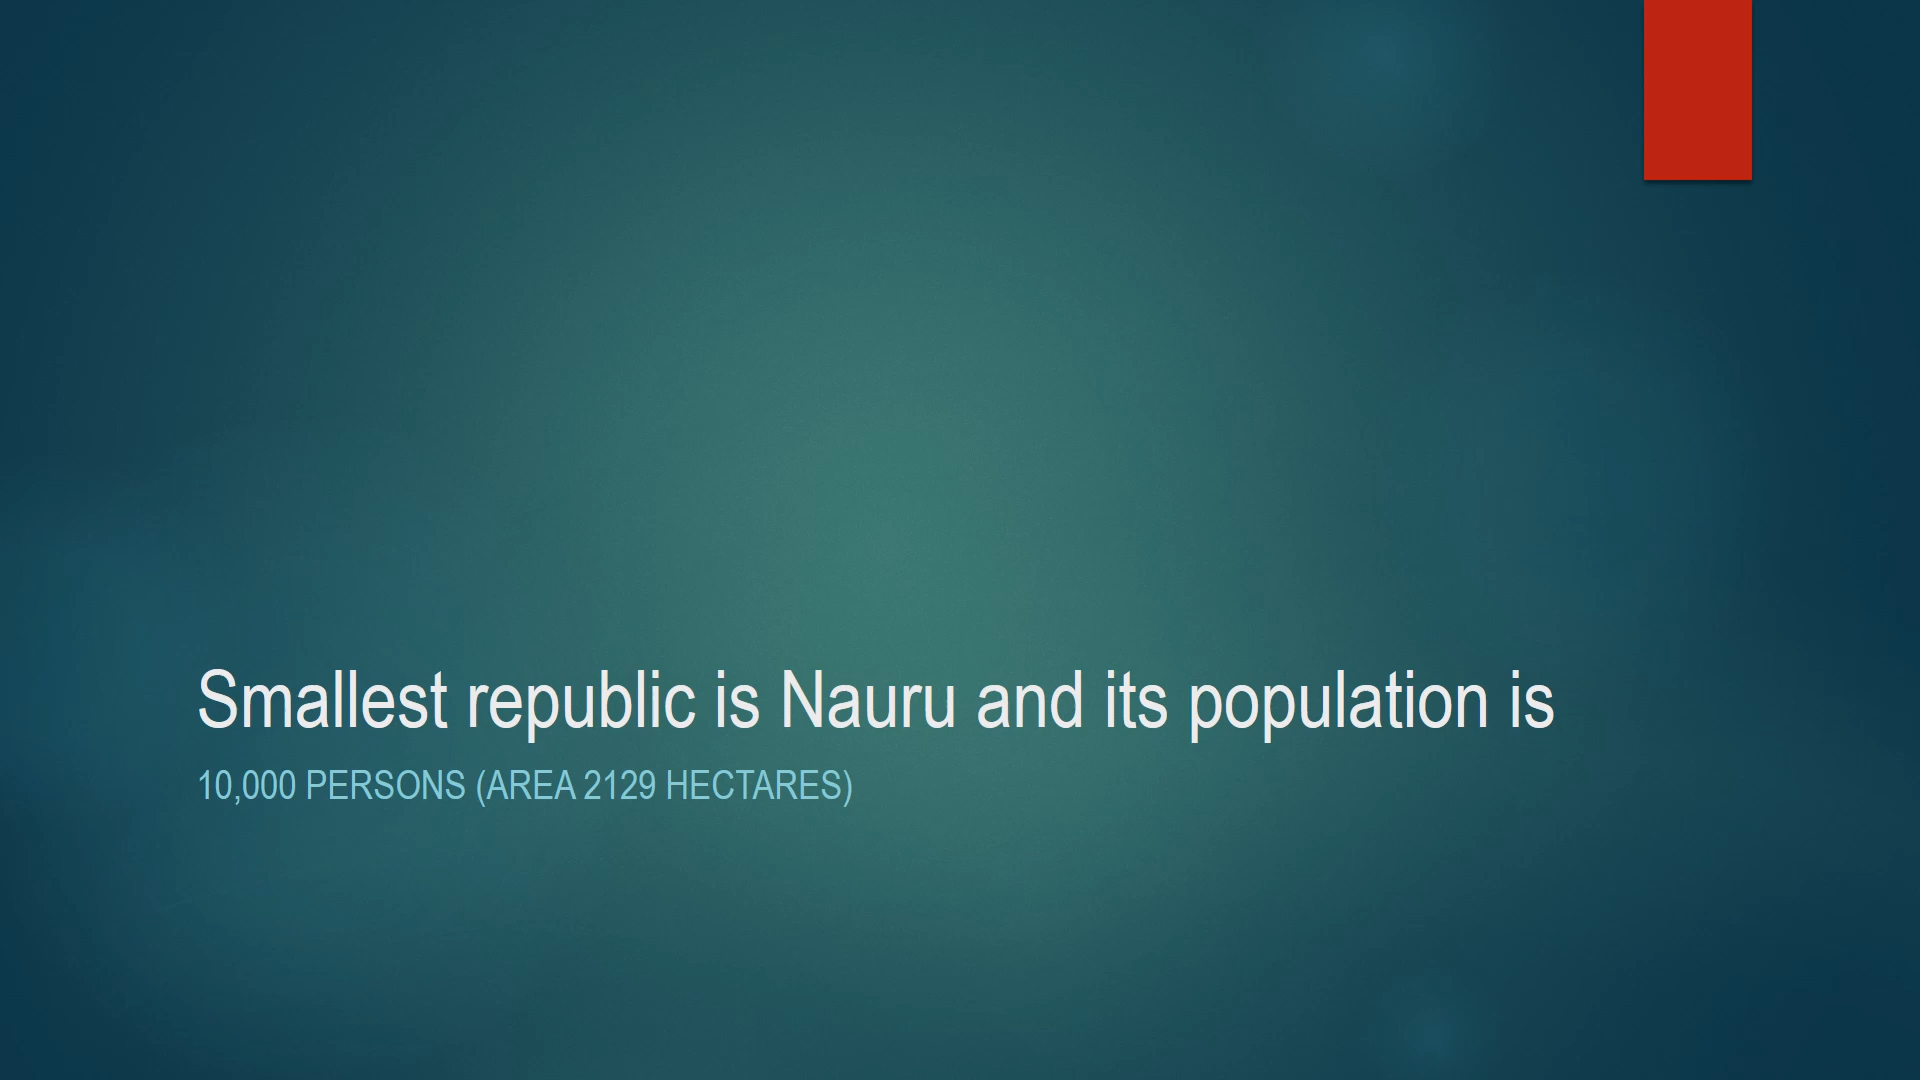 Smallest republic is Nauru and its population is
10,000 PERSONS (AREA 2129 HECTARES)